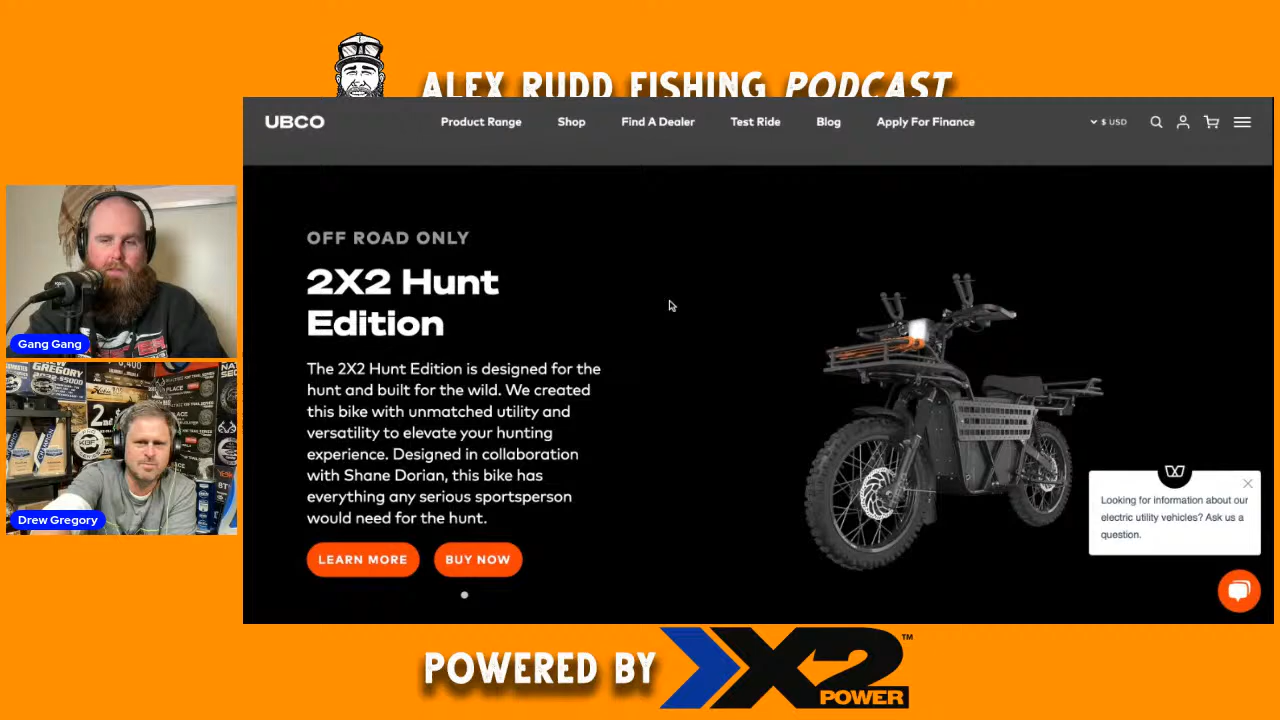 ALEX RUDD FISHING PODCAST
UBCO
Product Range
Shop
Find A Dealer
Test Ride
Blog
Apply For Finance
$ USD
OFF ROAD ONLY
2X2 Hunt
Edition
The 2X2 Hunt Edition is designed for the
hunt and built for the wild. We created
this bike with unmatched utility and
versatility to elevate your hunting
experience. Designed in collaboration
with Shane Dorian, this bike has
everything any serious sportsperson
would need for the hunt.
LEARN MORE
BUY NOW
Looking for information about our
electric utility vehicles? Ask us a
question.
Gang Gang
GREGORY
2nd
KBF
Drew Gregory
POWERED BY
X2
POWER
TM